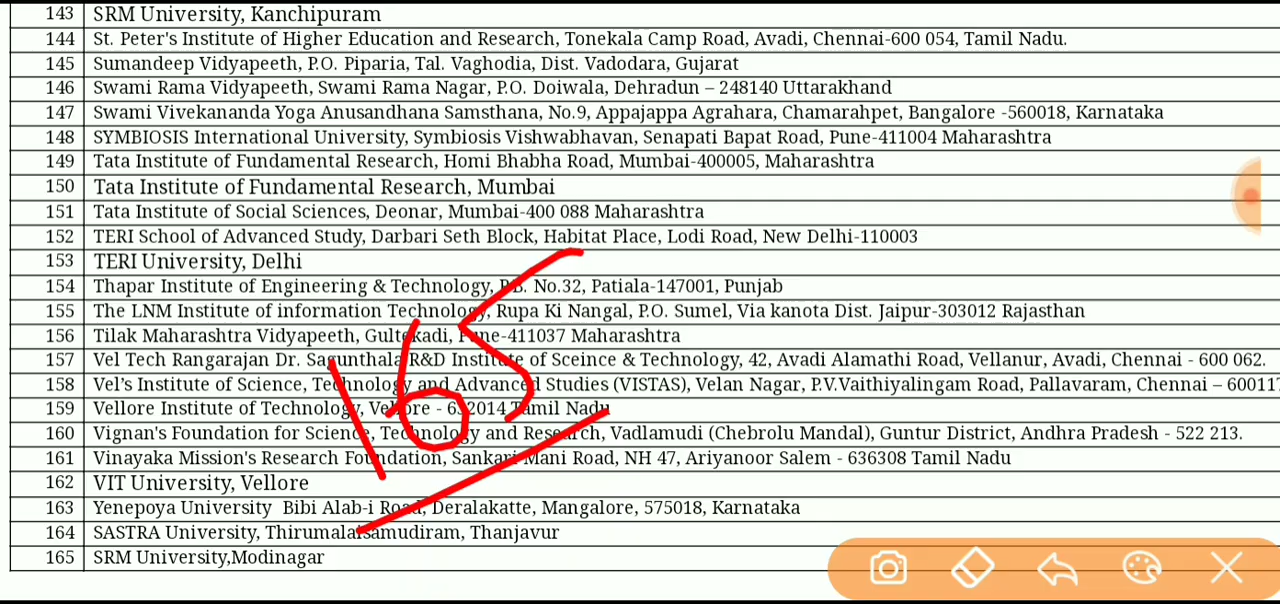 143 SRM University, Kanchipuram
144 St. Peter's Institute of Higher Education and Research, Tonekala Camp Road, Avadi, Chennai-600 054, Tamil Nadu.
145 Sumandeep Vidyapeeth, P.O. Piparia, Tal. Vaghodia, Dist. Vadodara, Gujarat
146 Swami Rama Vidyapeeth, Swami Rama Nagar, P.O. Doiwala, Dehradun – 248140 Uttarakhand
147 Swami Vivekananda Yoga Anusandhana Samsthana, No.9, Appajappa Agrahara, Chamarahpet, Bangalore -560018, Karnataka
148 SYMBIOSIS International University, Symbiosis Vishwabhavan, Senapati Bapat Road, Pune-411004 Maharashtra
149 Tata Institute of Fundamental Research, Homi Bhabha Road, Mumbai-400005, Maharashtra
150 Tata Institute of Fundamental Research, Mumbai
151 Tata Institute of Social Sciences, Deonar, Mumbai-400 088 Maharashtra
152 TERI School of Advanced Study, Darbari Seth Block, Habitat Place, Lodi Road, New Delhi-110003
153 TERI University, Delhi
154 Thapar Institute of Engineering & Technology, P.B. No.32, Patiala-147001, Punjab
155 The LNM Institute of information Technology, Rupa Ki Nangal, P.O. Sumel, Via kanota Dist. Jaipur-303012 Rajasthan
156 Tilak Maharashtra Vidyapeeth, Gultekadi, Pune-411037 Maharashtra
157 Vel Tech Rangarajan Dr. Sagunthala R&D Institute of Sceince & Technology, 42, Avadi Alamathi Road, Vellanur, Avadi, Chennai - 600 062.
158 Vel’s Institute of Science, Technology and Advanced Studies (VISTAS), Velan Nagar, P.V.Vaithiyalingam Road, Pallavaram, Chennai – 600117
159 Vellore Institute of Technology, Vellore - 632014 Tamil Nadu
160 Vignan's Foundation for Science, Technology and Research, Vadlamudi (Chebrolu Mandal), Guntur District, Andhra Pradesh - 522 213.
161 Vinayaka Mission's Research Foundation, Sankari Mani Road, NH 47, Ariyanoor Salem - 636308 Tamil Nadu
162 VIT University, Vellore
163 Yenepoya University Bibi Alab-i Road, Deralakatte, Mangalore, 575018, Karnataka
164 SASTRA University, Thirumalaisamudiram, Thanjavur
165 SRM University,Modinagar
165